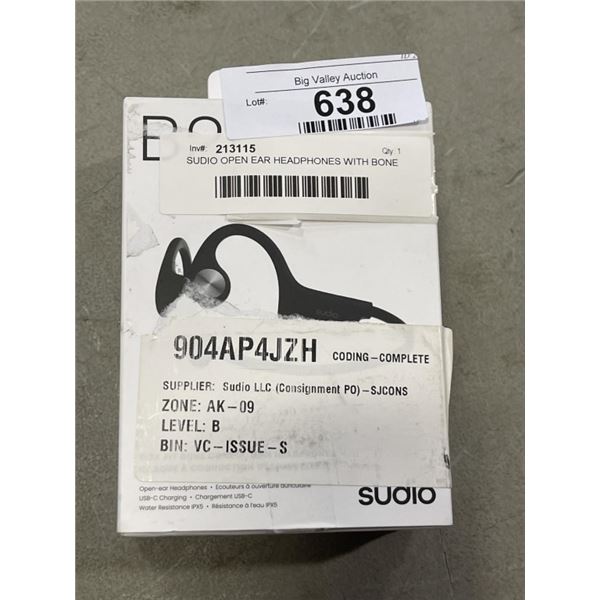 Big Valley Auction
Lot#: 638
BO
Inv#: 213115 Qty: 1
SUDIO OPEN EAR HEADPHONES WITH BONE
sudio
904AP4JZH CODING-COMPLETE
SUPPLIER: Sudio LLC (Consignment PO)-SJCONS
ZONE: AK-09
LEVEL: B
BIN: VC-ISSUE-S
Open-ear Headphones • Écouteurs à ouverture auriculaire
USB-C Charging • Chargement USB-C
Water Resistance IPX5 • Résistance à l'eau IPX5
sudio